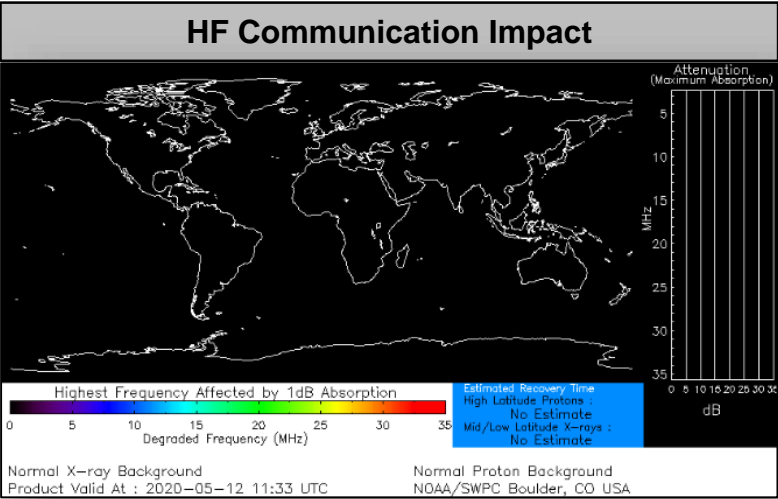 HF Communication Impact
Attenuation
(Maximum Absorption)
5
10
15
20
25
30
35
MHz
0 5 10 15 20 25 30 35
dB
Highest Frequency Affected by 1dB Absorption
0 5 10 15 20 25 30 35
Degraded Frequency (MHz)
Estimated Recovery Time
High Latitude Protons :
No Estimate
Mid/Low Latitude X-rays :
No Estimate
Normal X-ray Background
Normal Proton Background
Product Valid At : 2020-05-12 11:33 UTC
NOAA/SWPC Boulder, CO USA